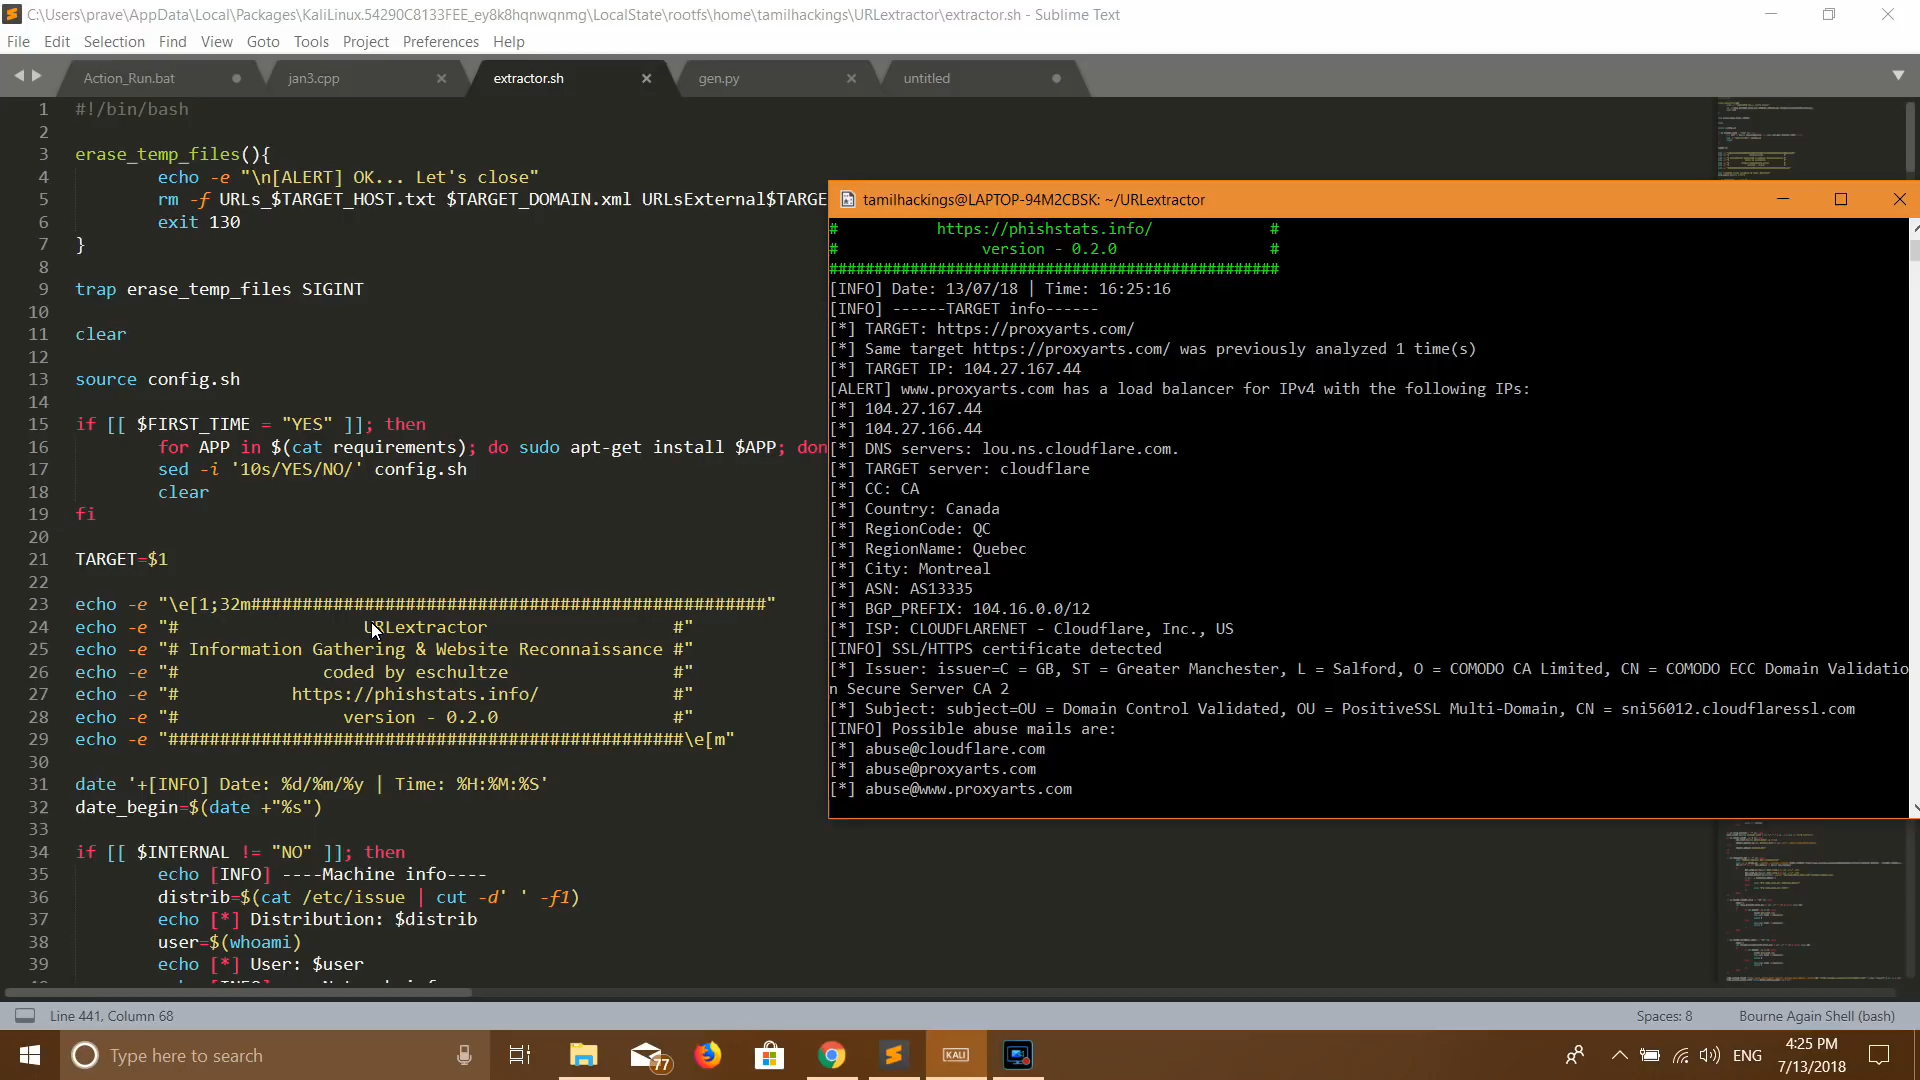 C:\Users\prave\AppData\Local\Packages\KaliLinux.54290C8133FEE_ey8k8hqnwqnmg\LocalState\rootfs\home\tamilhackings\URLextractor\extractor.sh - Sublime Text
File Edit Selection Find View Goto Tools Project Preferences Help
Action_Run.bat jan3.cpp extractor.sh gen.py untitled
1 #!/bin/bash
2
3 erase_temp_files(){
4 echo -e "\n[ALERT] OK... Let's close"
5 rm -f URLs_$TARGET_HOST.txt $TARGET_DOMAIN.xml URLsExternal$TARGE
6 exit 130
7 }
8
9 trap erase_temp_files SIGINT
10
11 clear
12
13 source config.sh
14
15 if [[ $FIRST_TIME = "YES" ]]; then
16 for APP in $(cat requirements); do sudo apt-get install $APP; don
17 sed -i '10s/YES/NO/' config.sh
18 clear
19 fi
20
21 TARGET=$1
22
23 echo -e "\e[1;32m##################################################"
24 echo -e "# URLextractor #"
25 echo -e "# Information Gathering & Website Reconnaissance #"
26 echo -e "# coded by eschultze #"
27 echo -e "# https://phishstats.info/ #"
28 echo -e "# version - 0.2.0 #"
29 echo -e "##################################################\e[m"
30
31 date '+[INFO] Date: %d/%m/%y | Time: %H:%M:%S'
32 date_begin=$(date +"%s")
33
34 if [[ $INTERNAL != "NO" ]]; then
35 echo [INFO] ----Machine info----
36 distrib=$(cat /etc/issue | cut -d' ' -f1)
37 echo [*] Distribution: $distrib
38 user=$(whoami)
39 echo [*] User: $user
tamilhackings@LAPTOP-94M2CBSK: ~/URLextractor
# https://phishstats.info/ #
# version - 0.2.0 #
##################################################
[INFO] Date: 13/07/18 | Time: 16:25:16
[INFO] ------TARGET info------
[*] TARGET: https://proxyarts.com/
[*] Same target https://proxyarts.com/ was previously analyzed 1 time(s)
[*] TARGET IP: 104.27.167.44
[ALERT] www.proxyarts.com has a load balancer for IPv4 with the following IPs:
[*] 104.27.167.44
[*] 104.27.166.44
[*] DNS servers: lou.ns.cloudflare.com.
[*] TARGET server: cloudflare
[*] CC: CA
[*] Country: Canada
[*] RegionCode: QC
[*] RegionName: Quebec
[*] City: Montreal
[*] ASN: AS13335
[*] BGP_PREFIX: 104.16.0.0/12
[*] ISP: CLOUDFLARENET - Cloudflare, Inc., US
[INFO] SSL/HTTPS certificate detected
[*] Issuer: issuer=C = GB, ST = Greater Manchester, L = Salford, O = COMODO CA Limited, CN = COMODO ECC Domain Validatio
n Secure Server CA 2
[*] Subject: subject=OU = Domain Control Validated, OU = PositiveSSL Multi-Domain, CN = sni56012.cloudflaressl.com
[INFO] Possible abuse mails are:
[*] abuse@cloudflare.com
[*] abuse@proxyarts.com
[*] abuse@www.proxyarts.com
Line 441, Column 68 Spaces: 8 Bourne Again Shell (bash)
Type here to search 77 KALI ENG 4:25 PM
7/13/2018